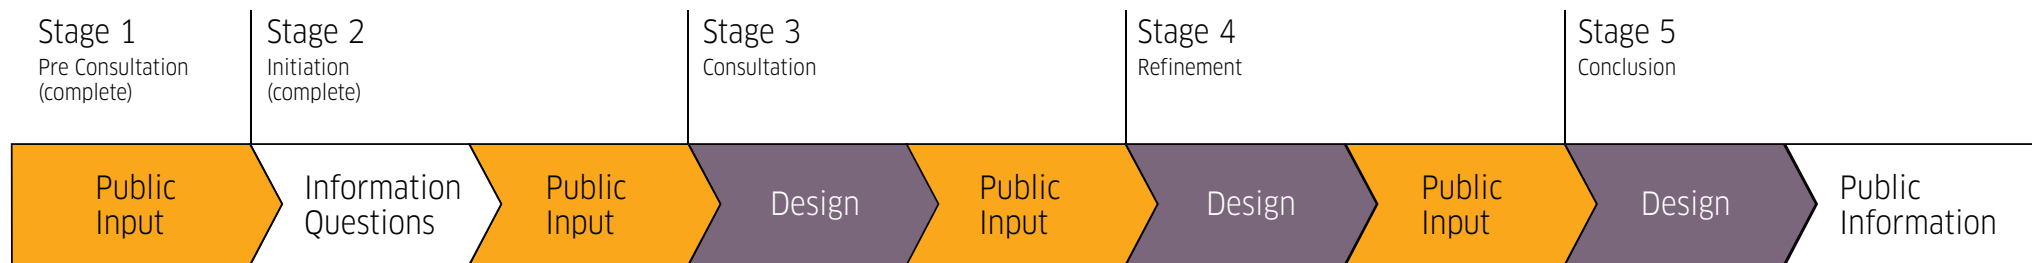 Stage 1
Pre Consultation
(complete)
Stage 2
Initiation
(complete)
Stage 3
Consultation
Stage 4
Refinement
Stage 5
Conclusion
Public
Input
Information
Questions
Public
Input
Design
Public
Input
Design
Public
Input
Design
Public
Information